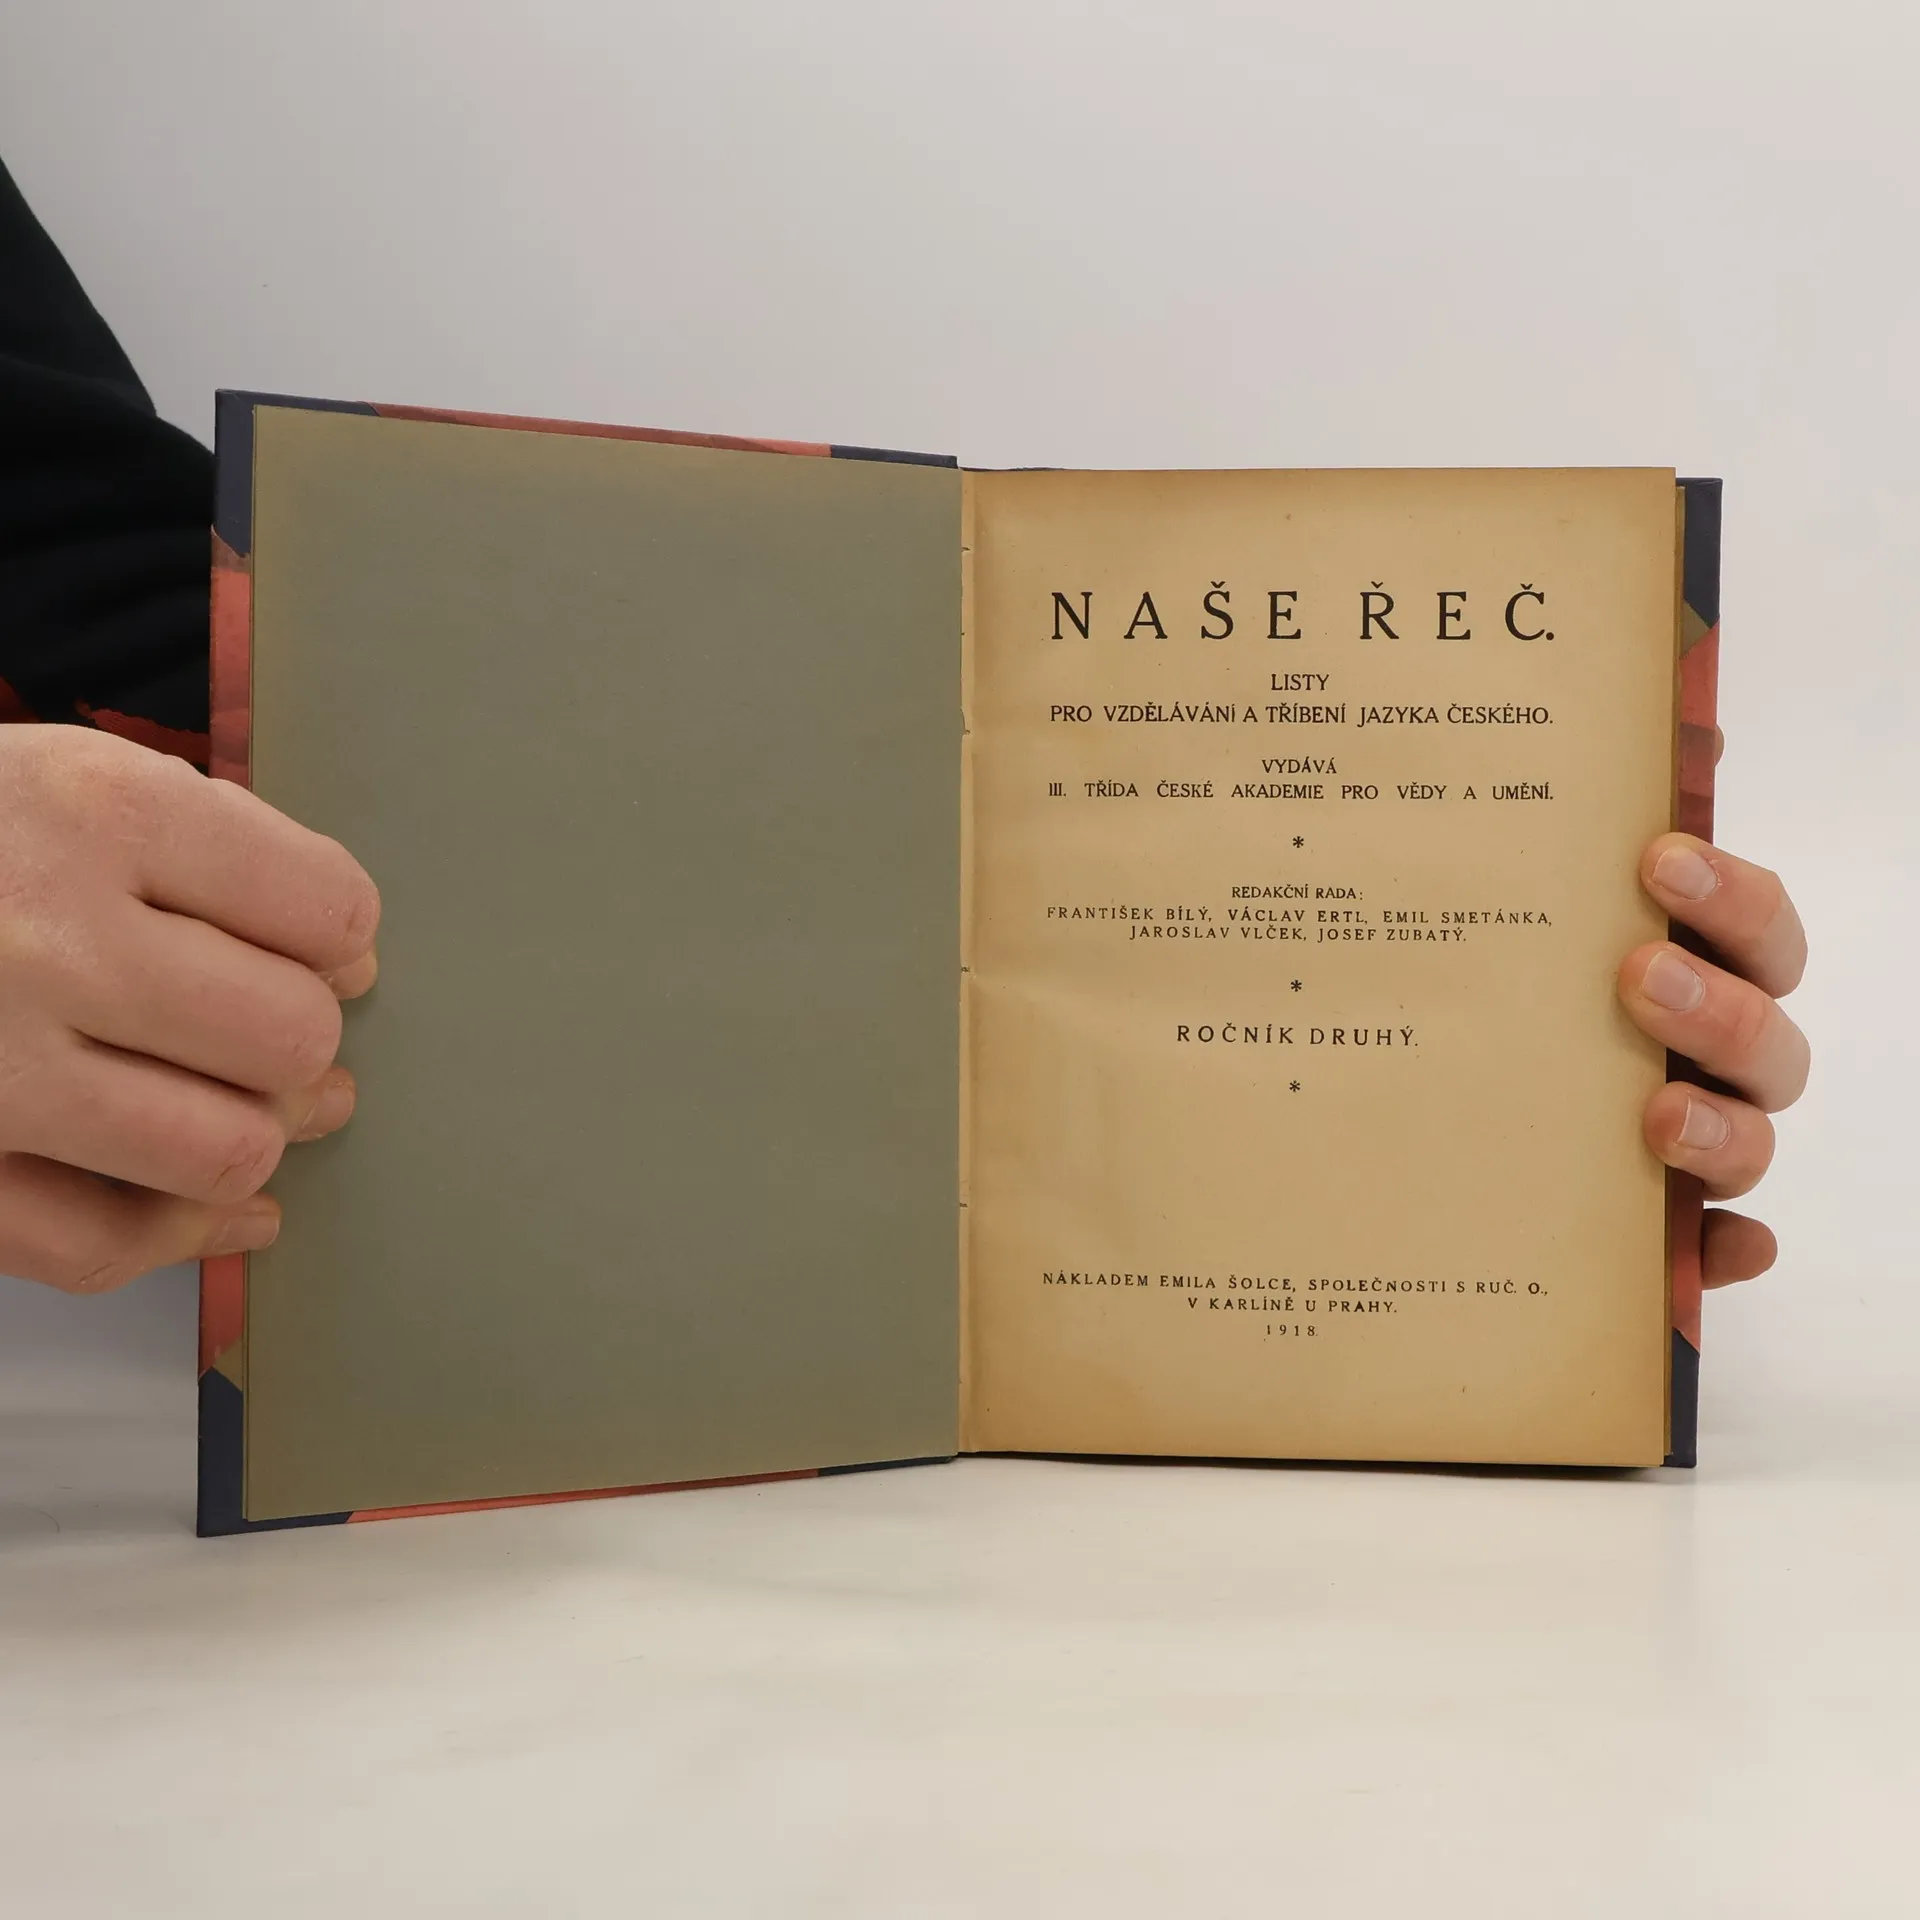 NAŠE ŘEČ.
LISTY
PRO VZDĚLÁVÁNÍ A TŘÍBENÍ JAZYKA ČESKÉHO.
VYDÁVÁ
III. TŘÍDA ČESKÉ AKADEMIE PRO VĚDY A UMĚNÍ.
*
REDAKČNÍ RADA:
FRANTIŠEK BÍLÝ, VÁCLAV ERTL, EMIL SMETÁNKA,
JAROSLAV VLČEK, JOSEF ZUBATÝ.
*
ROČNÍK DRUHÝ.
*
NÁKLADEM EMILA ŠOLCE, SPOLEČNOSTI S RUČ. O.,
V KARLÍNĚ U PRAHY.
1918.